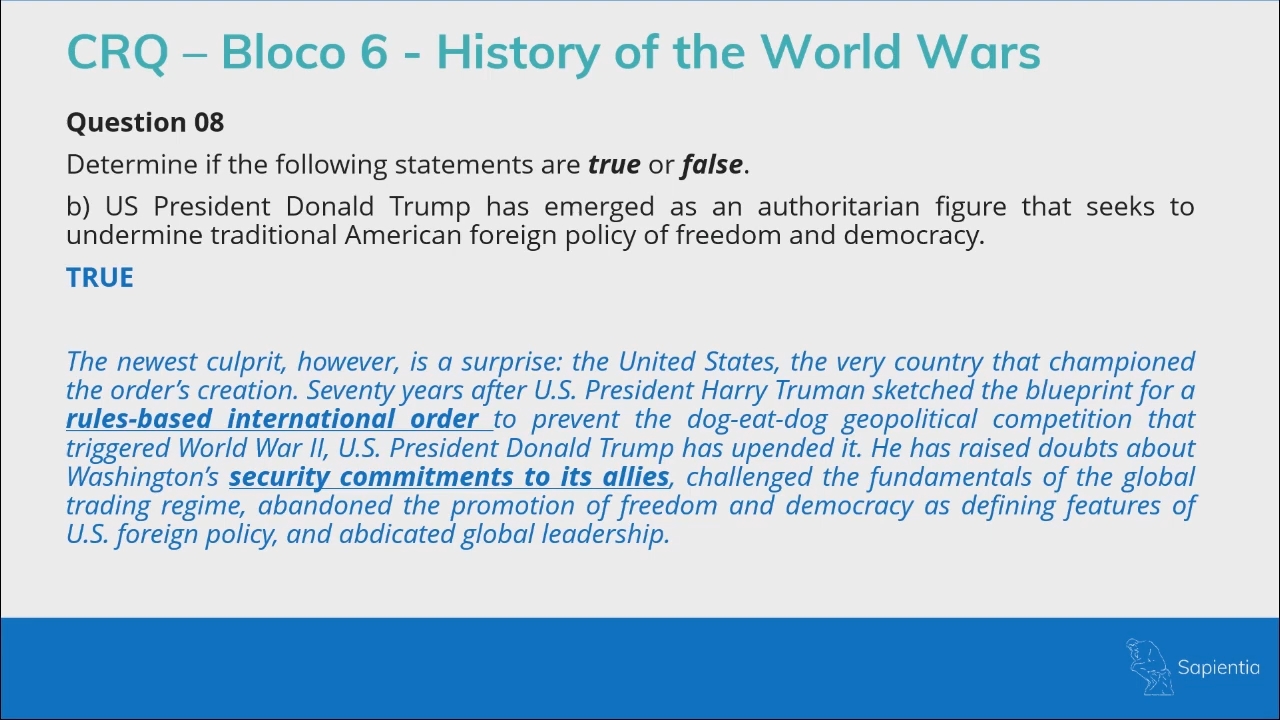 CRQ – Bloco 6 - History of the World Wars
Question 08
Determine if the following statements are true or false.
b) US President Donald Trump has emerged as an authoritarian figure that seeks to
undermine traditional American foreign policy of freedom and democracy.
TRUE
The newest culprit, however, is a surprise: the United States, the very country that championed
the order’s creation. Seventy years after U.S. President Harry Truman sketched the blueprint for a
rules-based international order to prevent the dog-eat-dog geopolitical competition that
triggered World War II, U.S. President Donald Trump has upended it. He has raised doubts about
Washington’s security commitments to its allies, challenged the fundamentals of the global
trading regime, abandoned the promotion of freedom and democracy as defining features of
U.S. foreign policy, and abdicated global leadership.
Sapientia